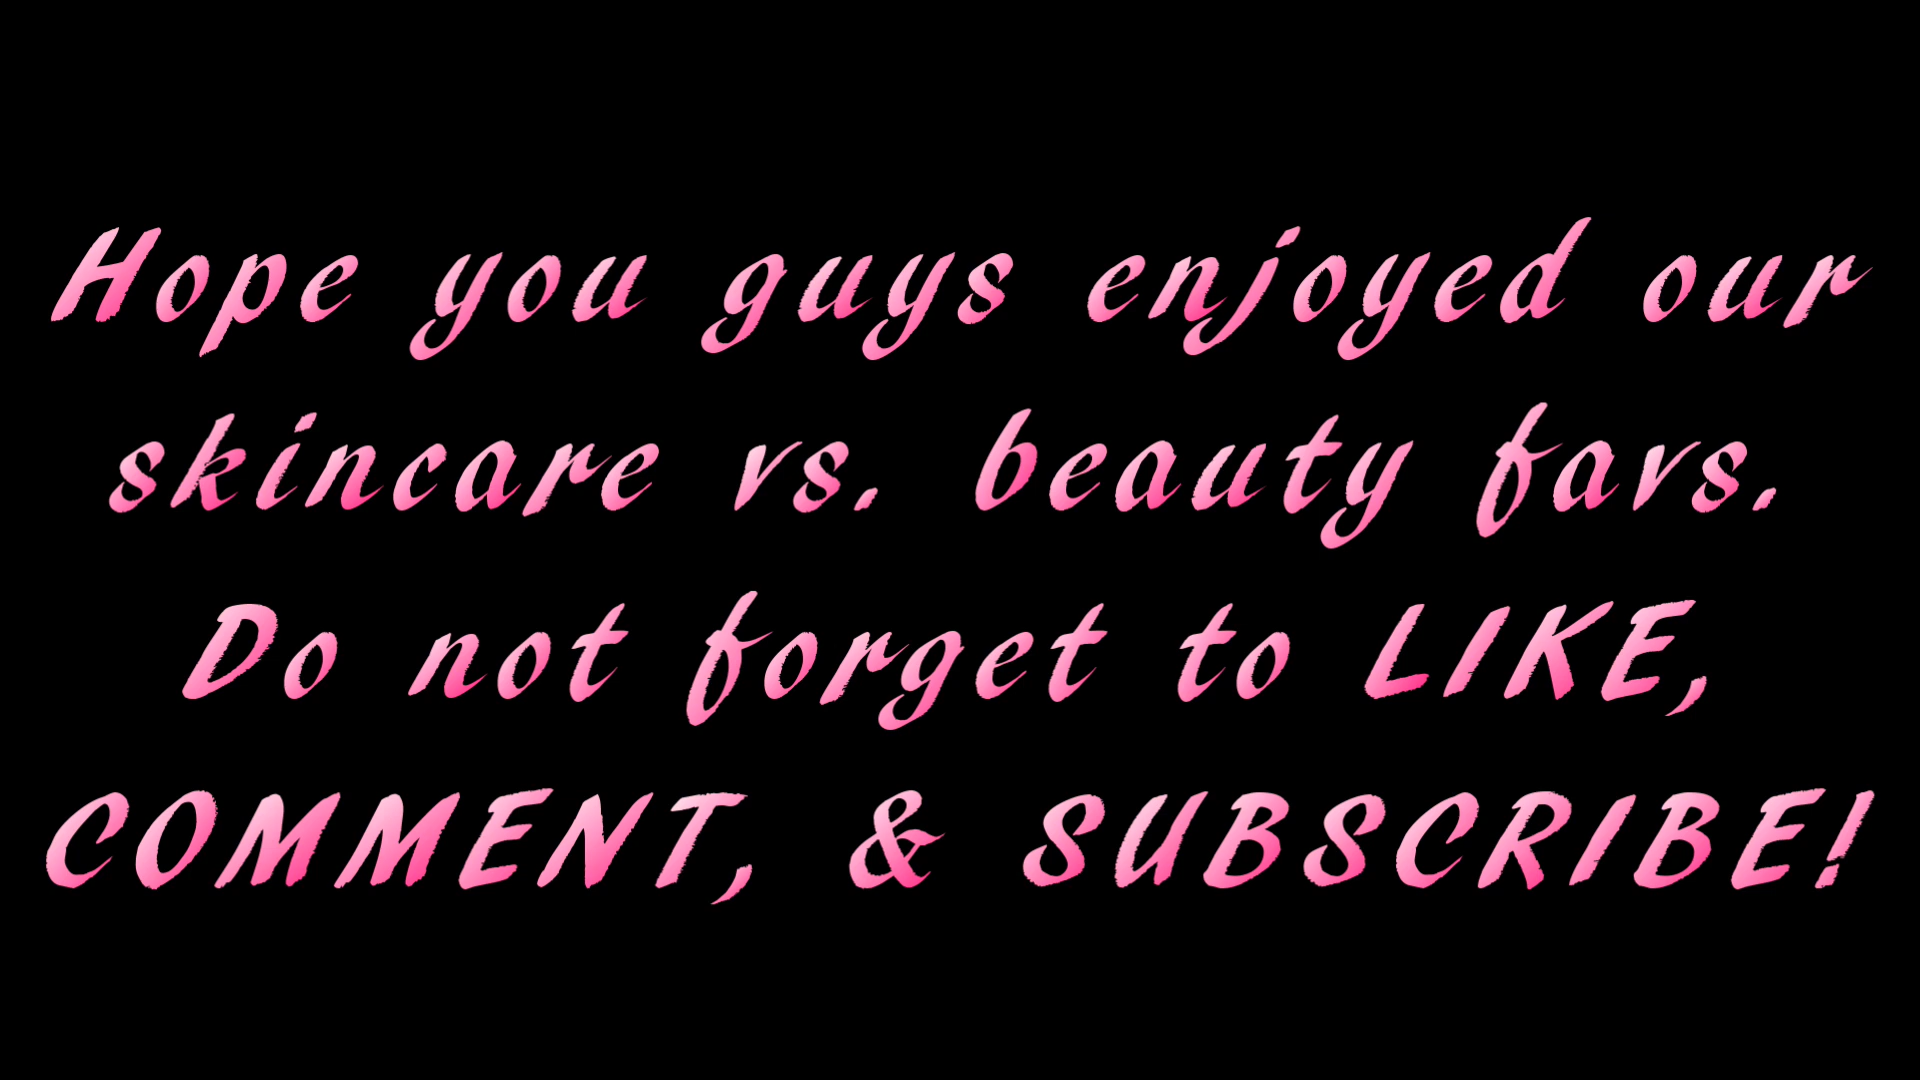 Hope you guys enjoyed our
skincare vs. beauty favs.
Do not forget to LIKE,
COMMENT, & SUBSCRIBE!